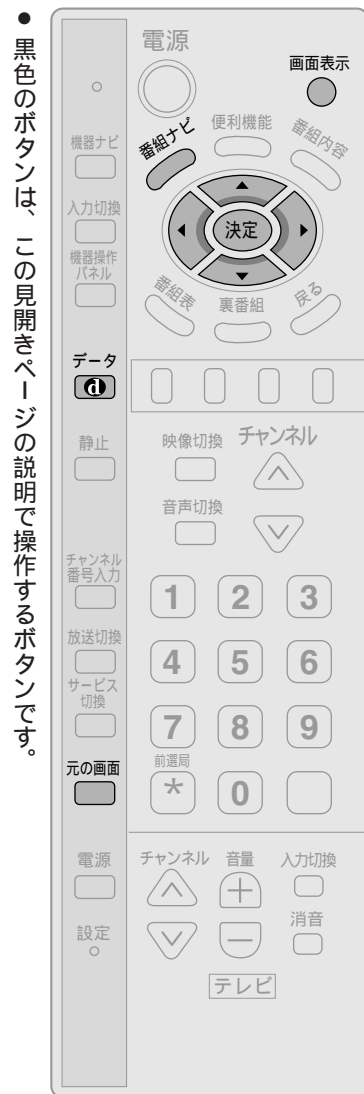 ● 黒色のボタンは、この見開きページの説明で操作するボタンです。
電源
画面表示
機器ナビ
番組ナビ
便利機能
番組内容
入力切換
決定
機器操作
パネル
番組表
裏番組
戻る
データ
d
静止
映像切換
チャンネル
音声切換
チャンネル
番号入力
1
2
3
放送切換
4
5
6
サービス
切換
7
8
9
元の画面
前選局
*
0
電源
チャンネル
音量
入力切換
+
設定
消音
−
テレビ